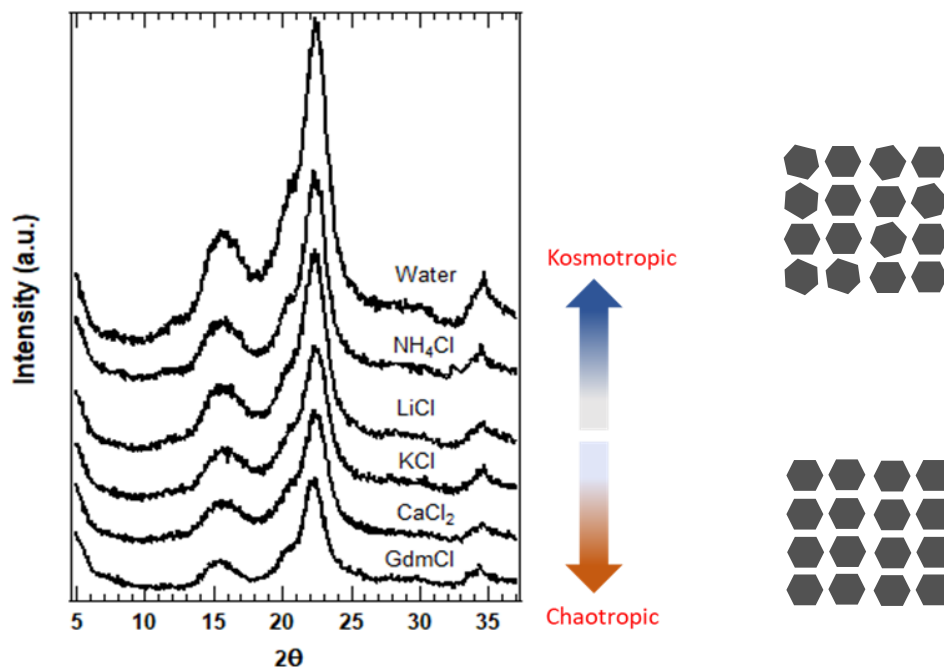 Intensity (a.u.)
Water
NH₄Cl
LiCl
KCl
CaCl₂
GdmCl
5 10 15 20 25 30 35
2θ
Kosmotropic
Chaotropic